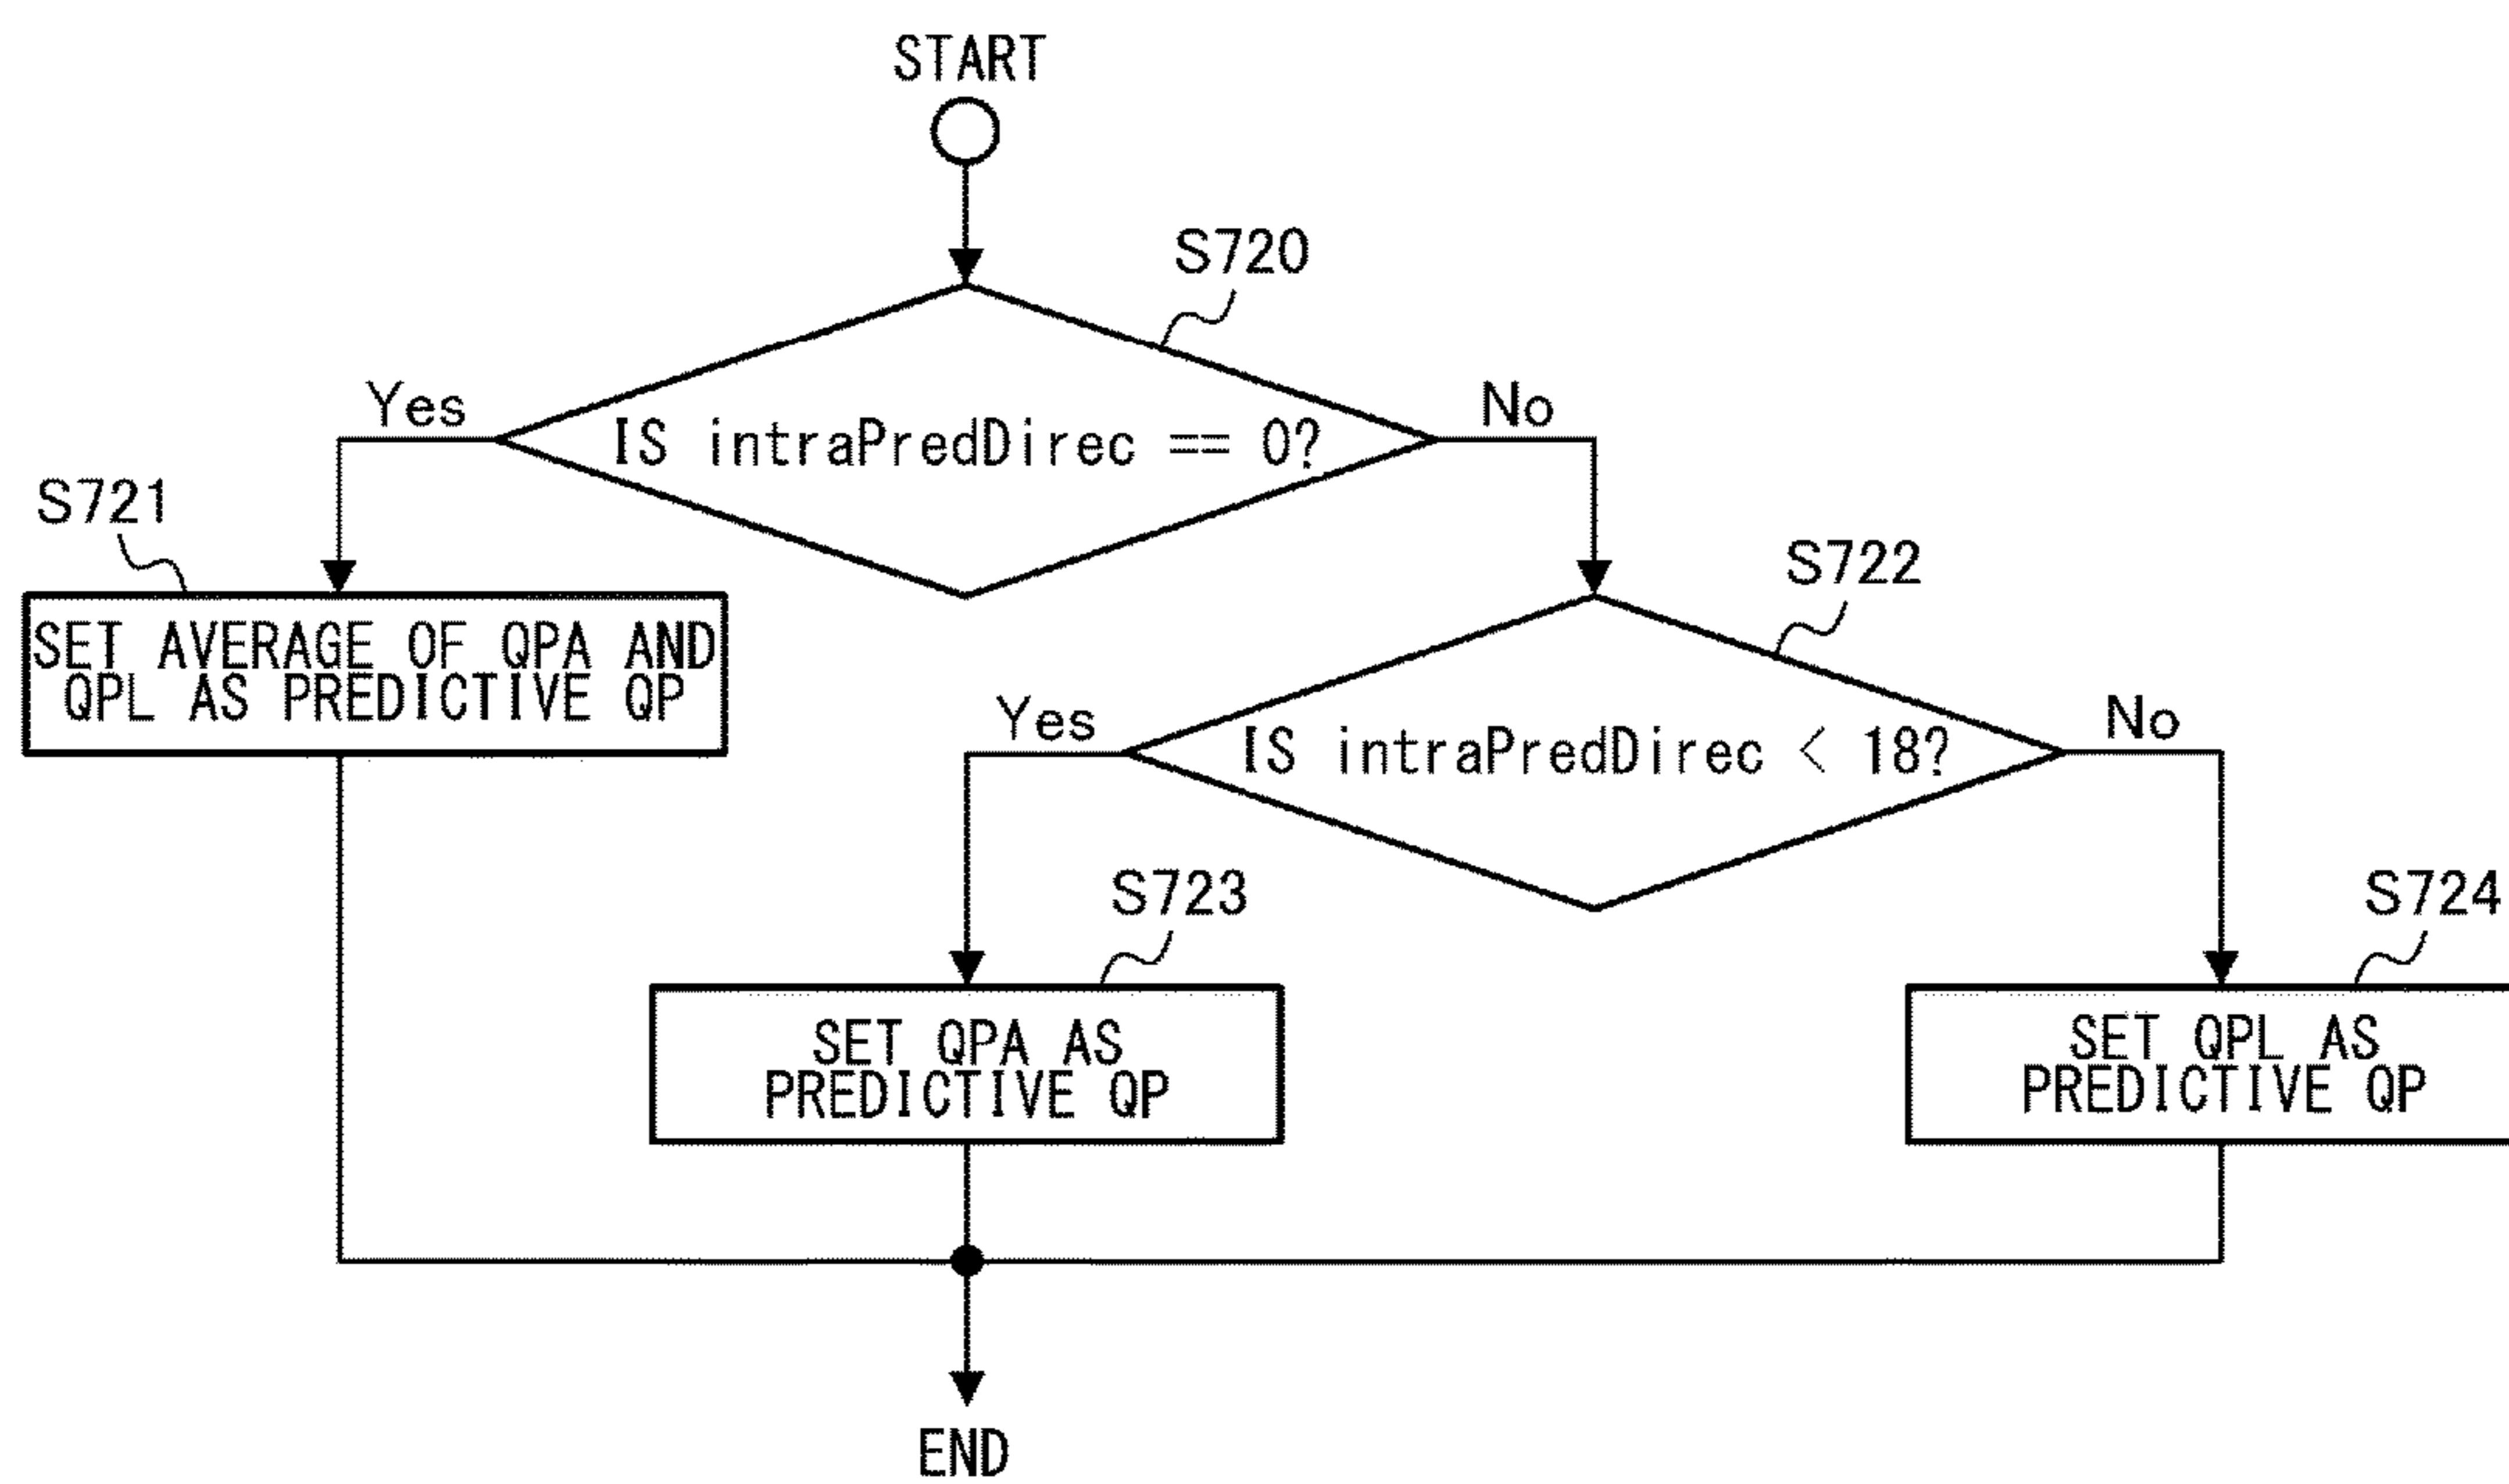 START
S720
Yes
No
IS intraPredDirec == 0?
S721
S722
SET AVERAGE OF QPA AND
QPL AS PREDICTIVE QP
Yes
No
IS intraPredDirec < 18?
S723
S724
SET QPA AS
PREDICTIVE QP
SET QPL AS
PREDICTIVE QP
END